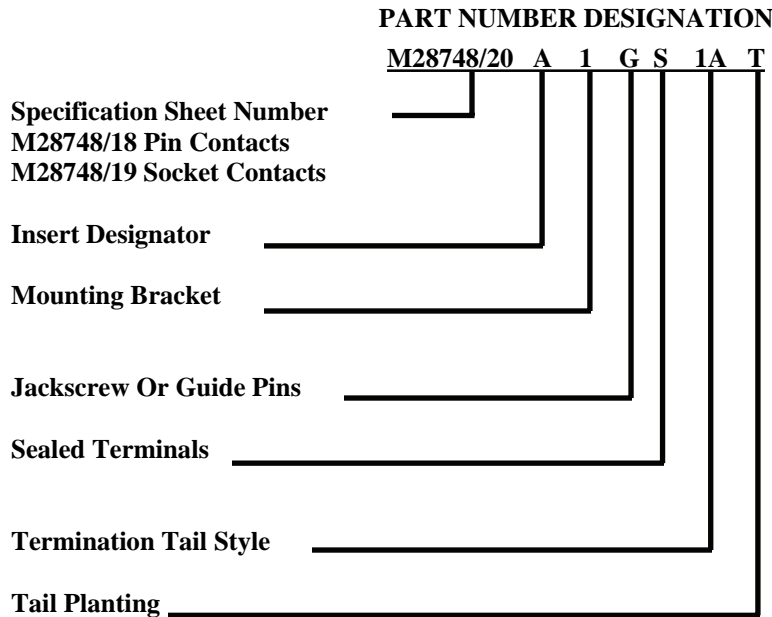 PART NUMBER DESIGNATION
M28748/20 A 1 G S 1A T
Specification Sheet Number
M28748/18 Pin Contacts
M28748/19 Socket Contacts
Insert Designator
Mounting Bracket
Jackscrew Or Guide Pins
Sealed Terminals
Termination Tail Style
Tail Planting